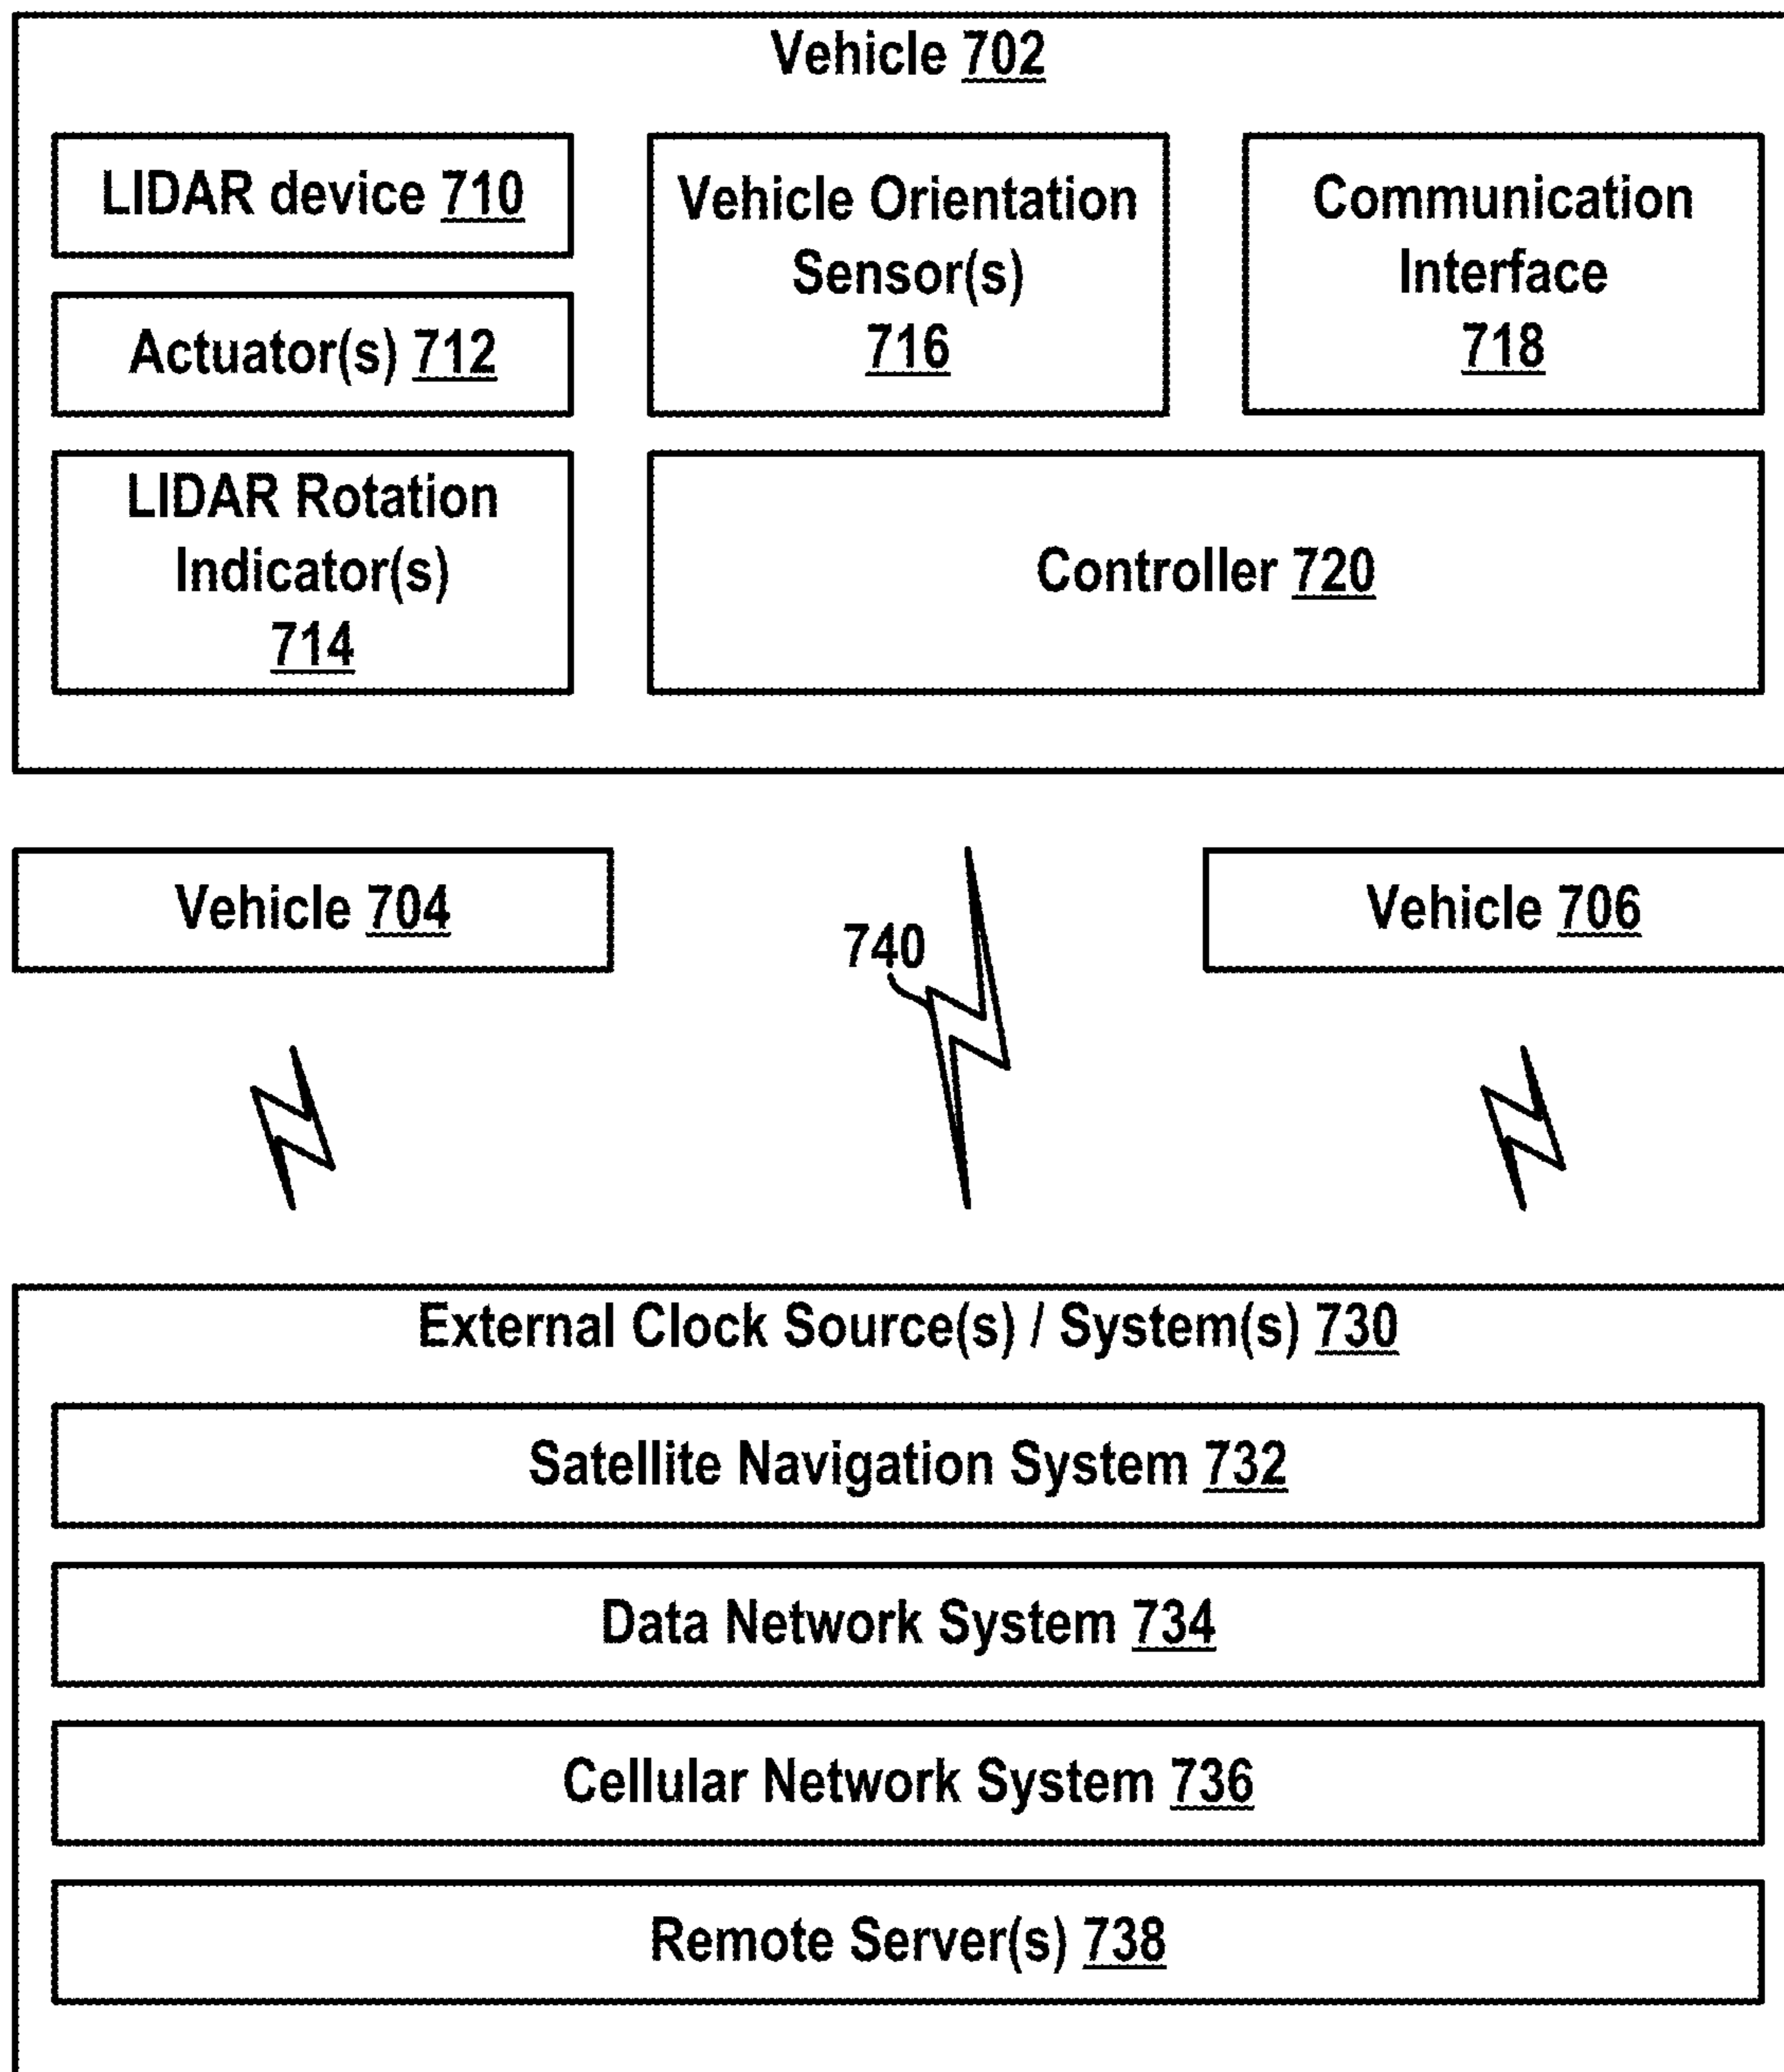 Vehicle 702
LIDAR device 710
Actuator(s) 712
LIDAR Rotation
Indicator(s)
714
Vehicle Orientation
Sensor(s)
716
Communication
Interface
718
Controller 720
Vehicle 704
740
Vehicle 706
External Clock Source(s) / System(s) 730
Satellite Navigation System 732
Data Network System 734
Cellular Network System 736
Remote Server(s) 738